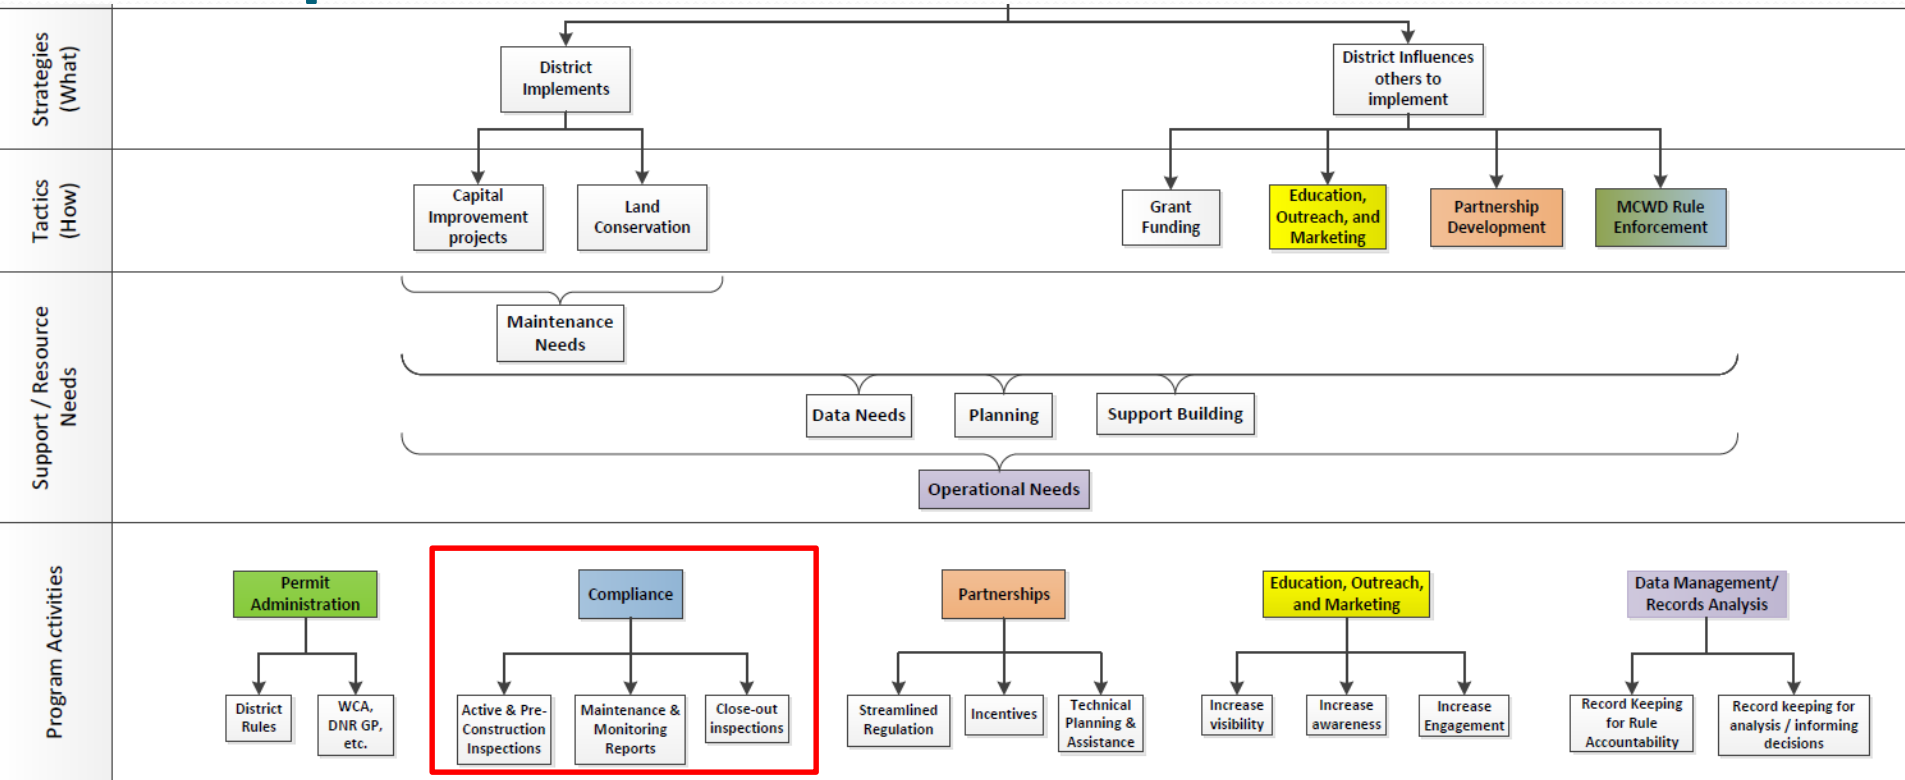 Strategies
(What)
District
Implements
District Influences
others to
implement
Tactics
(How)
Capital
Improvement
projects
Land
Conservation
Grant
Funding
Education,
Outreach, and
Marketing
Partnership
Development
MCWD Rule
Enforcement
Support / Resource
Needs
Maintenance
Needs
Data Needs
Planning
Support Building
Operational Needs
Program Activities
Permit
Administration
District
Rules
WCA,
DNR GP,
etc.
Compliance
Active & Pre-
Construction
Inspections
Maintenance &
Monitoring
Reports
Close-out
inspections
Partnerships
Streamlined
Regulation
Incentives
Technical
Planning &
Assistance
Education, Outreach,
and Marketing
Increase
visibility
Increase
awareness
Increase
Engagement
Data Management/
Records Analysis
Record Keeping
for Rule
Accountability
Record keeping for
analysis / informing
decisions